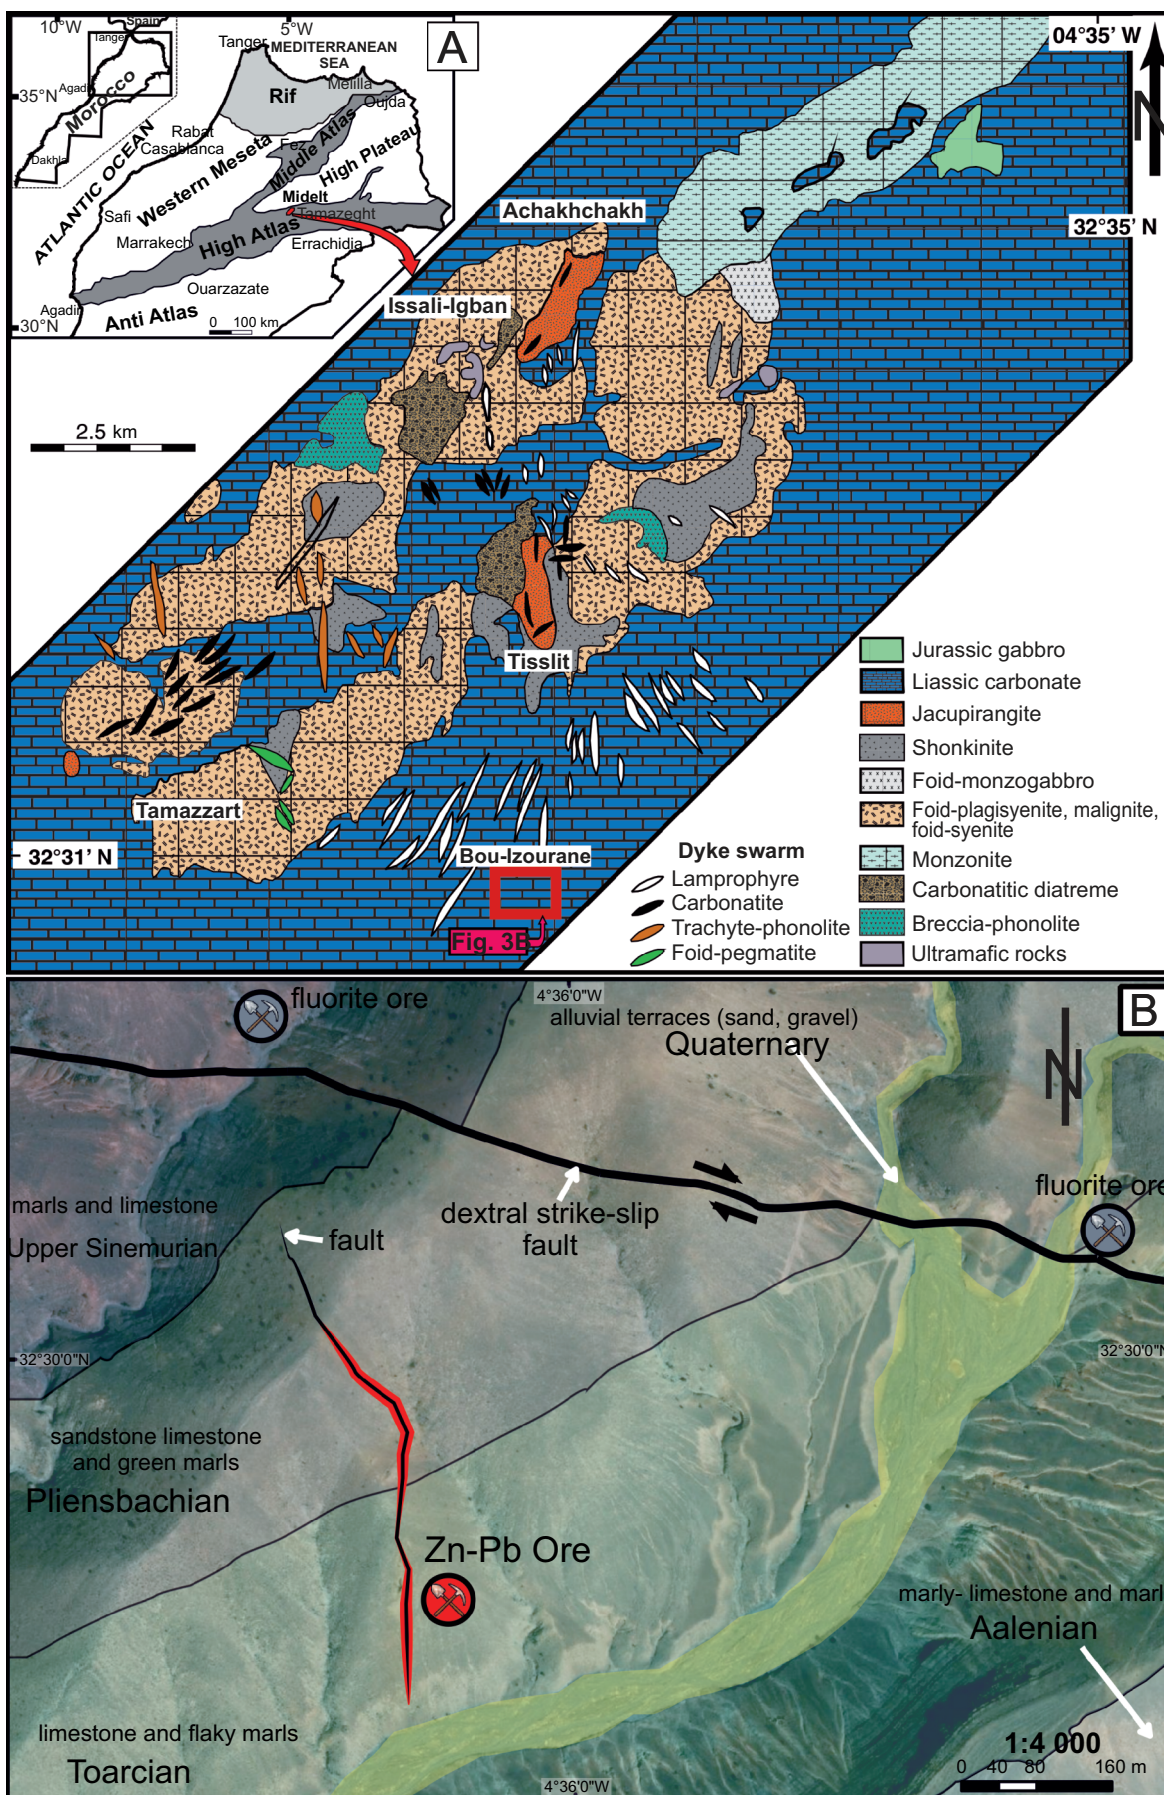 10°W
Spain
5°W
Tanger
Tanger
MEDITERRANEAN
SEA
A
04°35’ W
N
Agadir
35°N
Morocco
Rif
Melilla
Oujda
Dakhla
ATLANTIC OCEAN
Rabat
Casablanca
Western Meseta
Fez
Middle Atlas
High Plateau
Midelt
Tamazeght
Safi
Marrakech
High Atlas
Errachidia
Ouarzazate
Agadir
30°N
Anti Atlas
0 100 km
Achakhchakh
32°35’ N
Issali-Igban
2.5 km
Tisslit
Tamazzart
32°31’ N
Bou-Izourane
Fig. 3B
Jurassic gabbro
Liassic carbonate
Jacupirangite
Shonkinite
Foid-monzogabbro
Foid-plagisyenite, malignite,
foid-syenite
Monzonite
Carbonatitic diatreme
Breccia-phonolite
Ultramafic rocks
Dyke swarm
Lamprophyre
Carbonatite
Trachyte-phonolite
Foid-pegmatite
fluorite ore
4°36'0"W
B
alluvial terraces (sand, gravel)
Quaternary
N
marls and limestone
Upper Sinemurian
fault
dextral strike-slip
fault
fluorite ore
32°30'0"N
32°30'0"N
sandstone limestone
and green marls
Pliensbachian
Zn-Pb Ore
marly- limestone and marl
Aalenian
limestone and flaky marls
Toarcian
4°36'0"W
1:4 000
0 40 80 160 m